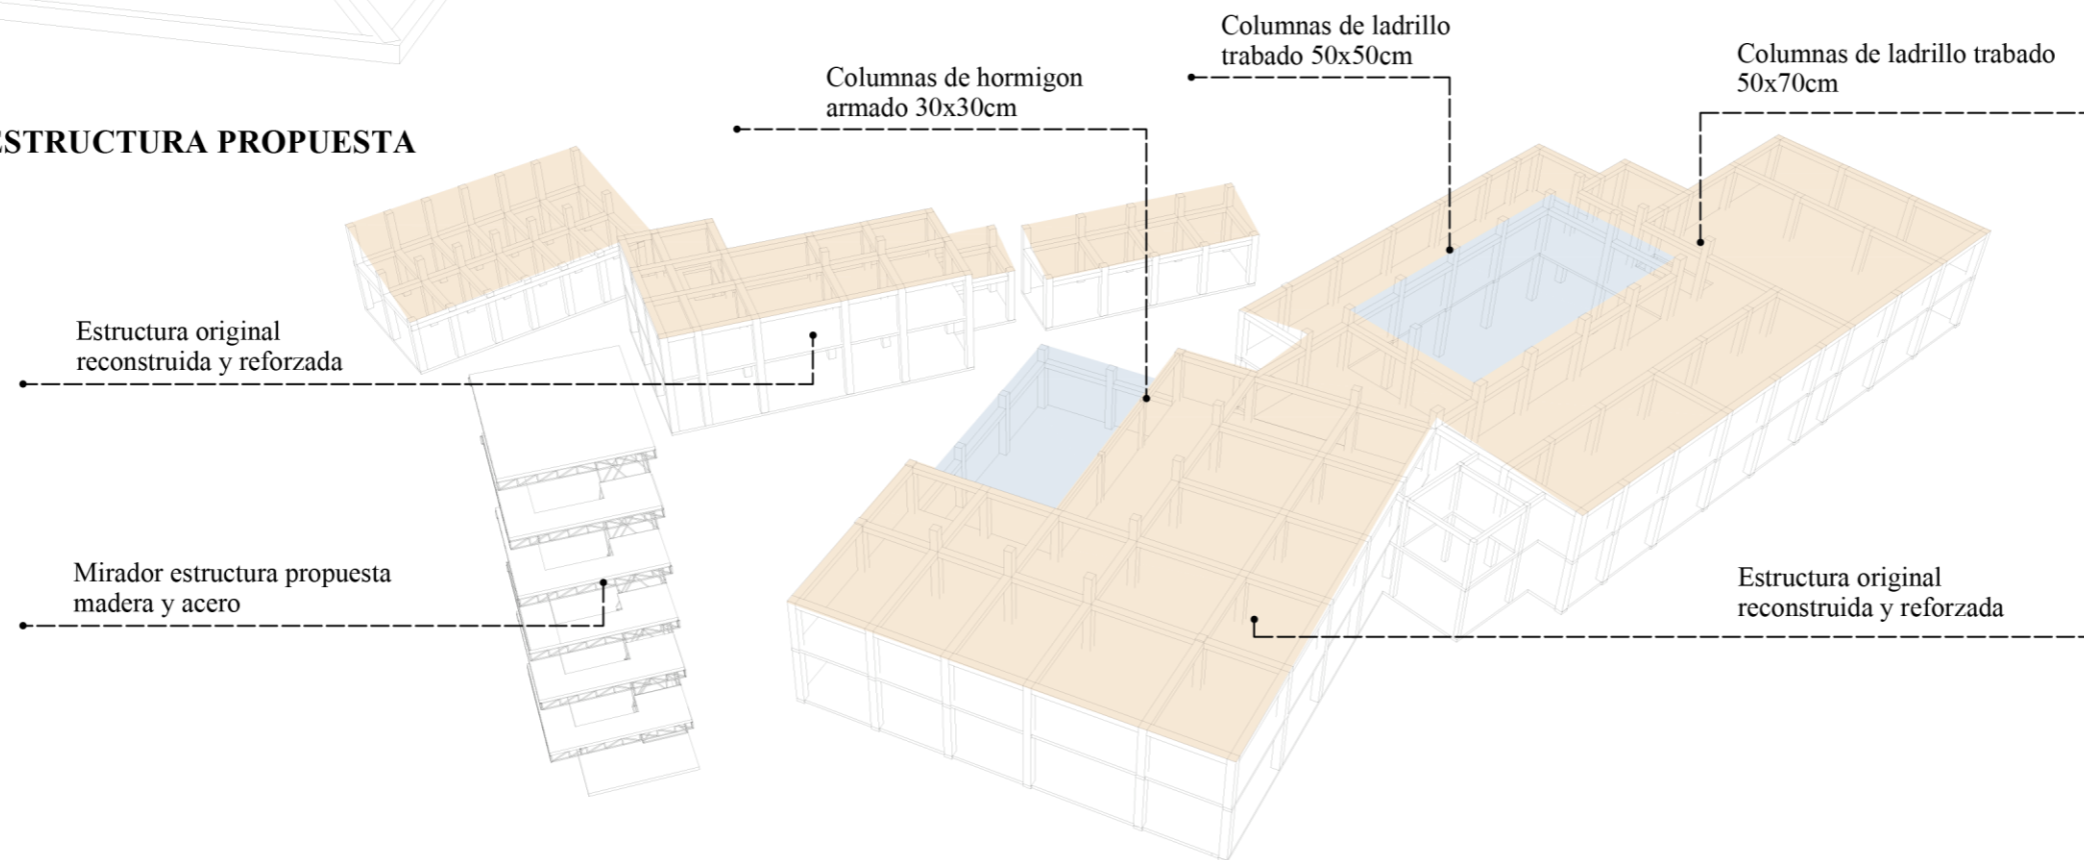 Columnas de ladrillo
trabado 50x50cm
Columnas de ladrillo trabado
50x70cm
Columnas de hormigon
armado 30x30cm
ESTRUCTURA PROPUESTA
Estructura original
reconstruida y reforzada
Mirador estructura propuesta
madera y acero
Estructura original
reconstruida y reforzada